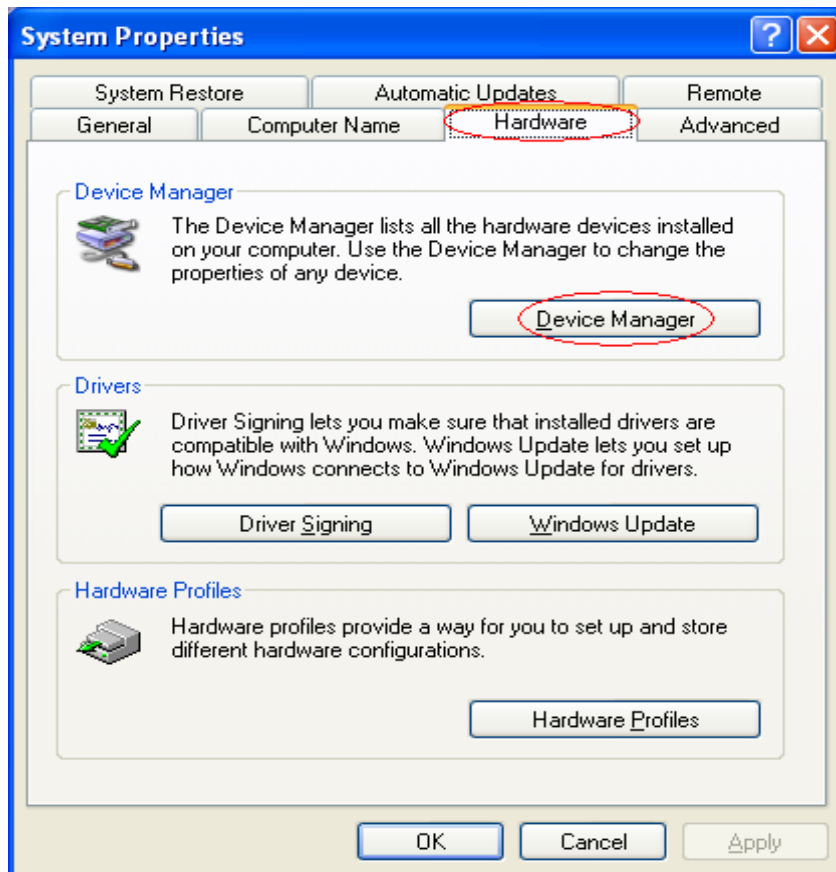 System Properties
System Restore Automatic Updates Remote
General Computer Name Hardware Advanced
Device Manager
The Device Manager lists all the hardware devices installed
on your computer. Use the Device Manager to change the
properties of any device.
Device Manager
Drivers
Driver Signing lets you make sure that installed drivers are
compatible with Windows. Windows Update lets you set up
how Windows connects to Windows Update for drivers.
Driver Signing Windows Update
Hardware Profiles
Hardware profiles provide a way for you to set up and store
different hardware configurations.
Hardware Profiles
OK Cancel Apply